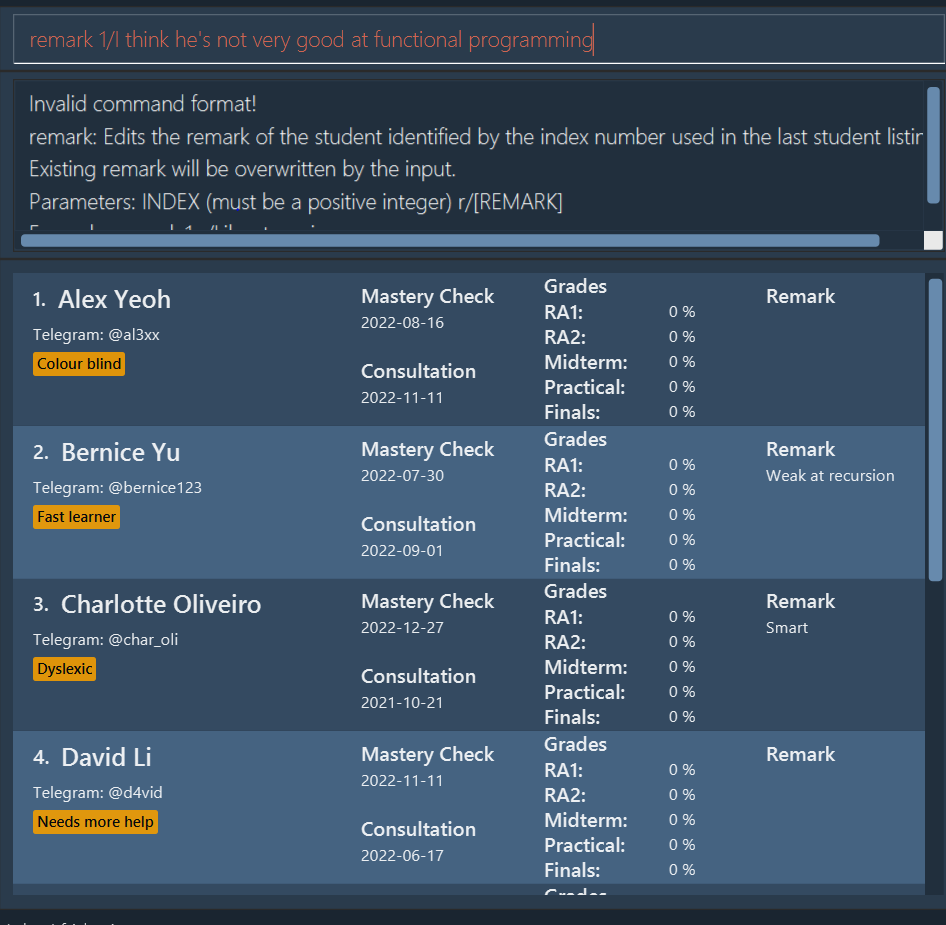 remark 1/I think he's not very good at functional programming
Invalid command format!
remark: Edits the remark of the student identified by the index number used in the last student listin
Existing remark will be overwritten by the input.
Parameters: INDEX (must be a positive integer) r/[REMARK]
1. Alex Yeoh
Telegram: @al3xx
Colour blind
Mastery Check
2022-08-16
Consultation
2022-11-11
Grades
RA1: 0 %
RA2: 0 %
Midterm: 0 %
Practical: 0 %
Finals: 0 %
Remark
2. Bernice Yu
Telegram: @bernice123
Fast learner
Mastery Check
2022-07-30
Consultation
2022-09-01
Grades
RA1: 0 %
RA2: 0 %
Midterm: 0 %
Practical: 0 %
Finals: 0 %
Remark
Weak at recursion
3. Charlotte Oliveiro
Telegram: @char_oli
Dyslexic
Mastery Check
2022-12-27
Consultation
2021-10-21
Grades
RA1: 0 %
RA2: 0 %
Midterm: 0 %
Practical: 0 %
Finals: 0 %
Remark
Smart
4. David Li
Telegram: @d4vid
Needs more help
Mastery Check
2022-11-11
Consultation
2022-06-17
Grades
RA1: 0 %
RA2: 0 %
Midterm: 0 %
Practical: 0 %
Finals: 0 %
Remark
Grades